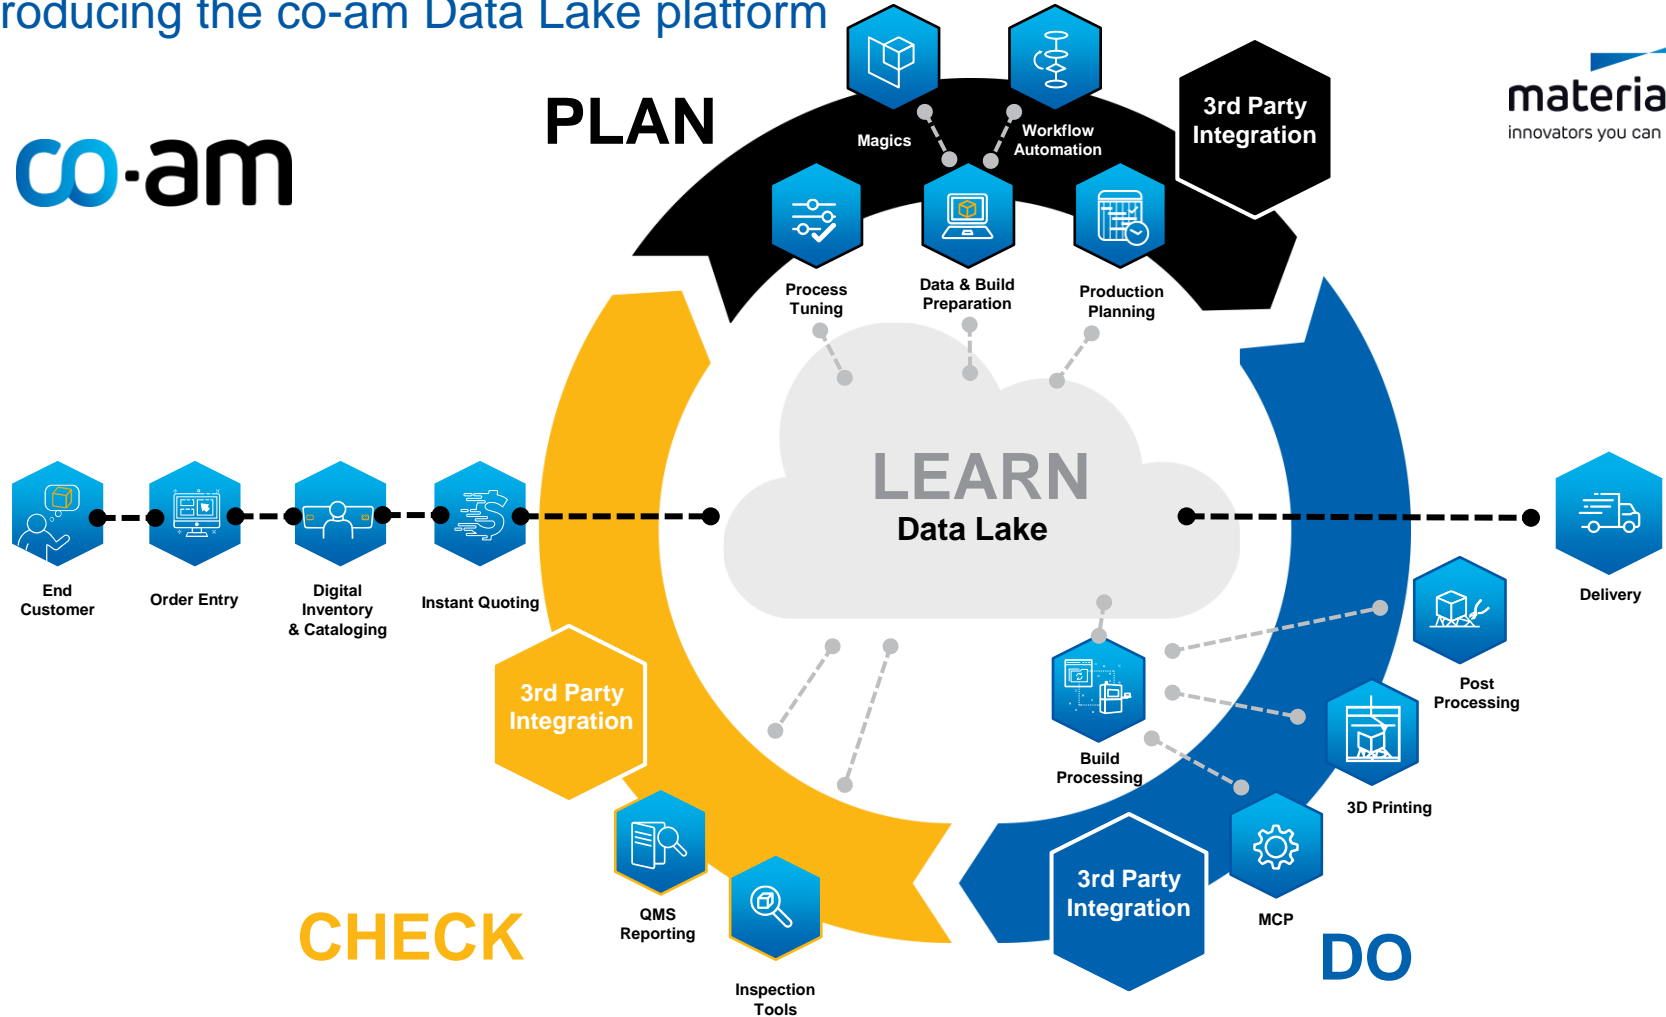 roducing the co-am Data Lake platform
co-am
PLAN
materia
innovators you can
3rd Party
Integration
Magics
Workflow
Automation
Process
Tuning
Data & Build
Preparation
Production
Planning
LEARN
Data Lake
End
Customer
Order Entry
Digital
Inventory
& Cataloging
Instant Quoting
Delivery
3rd Party
Integration
Post
Processing
Build
Processing
3D Printing
3rd Party
Integration
MCP
QMS
Reporting
CHECK
DO
Inspection
Tools